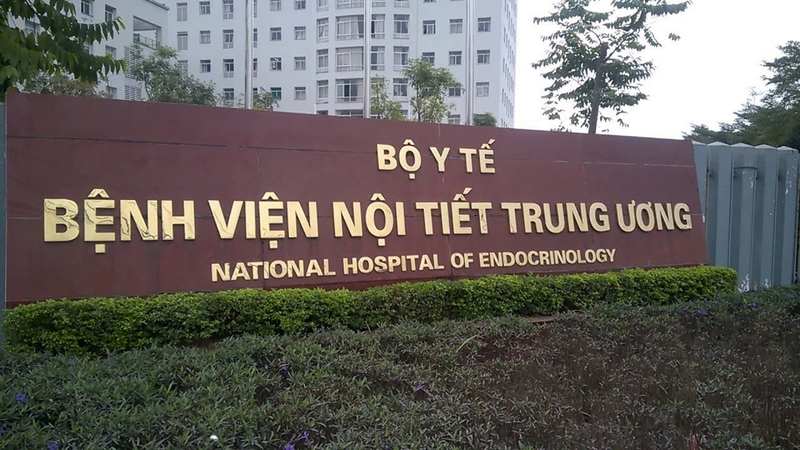 BỘ Y TẾ
BỆNH VIỆN NỘI TIẾT TRUNG ƯƠNG
NATIONAL HOSPITAL OF ENDOCRINOLOGY